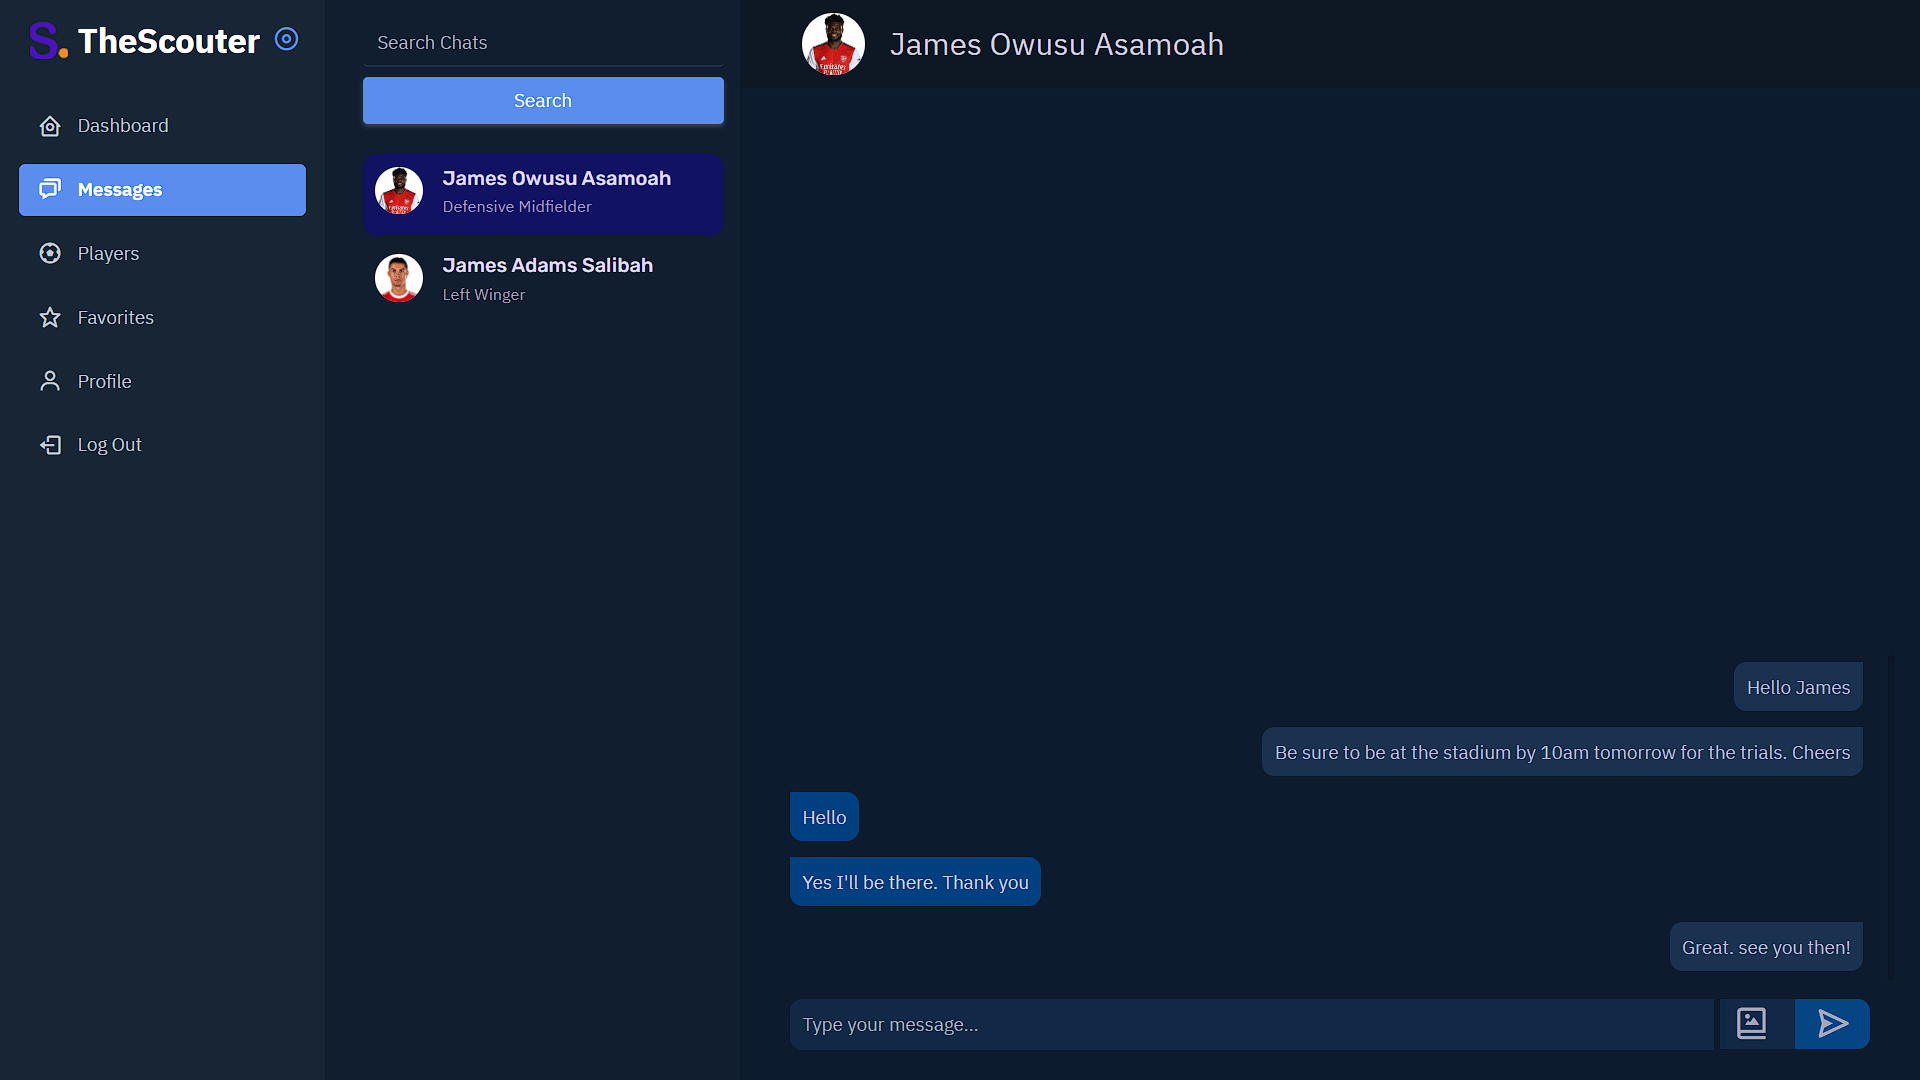 S. TheScouter
Dashboard
Messages
Players
Favorites
Profile
Log Out
Search Chats
Search
James Owusu Asamoah
Defensive Midfielder
James Adams Salibah
Left Winger
James Owusu Asamoah
Hello James
Be sure to be at the stadium by 10am tomorrow for the trials. Cheers
Hello
Yes I'll be there. Thank you
Great. see you then!
Type your message...